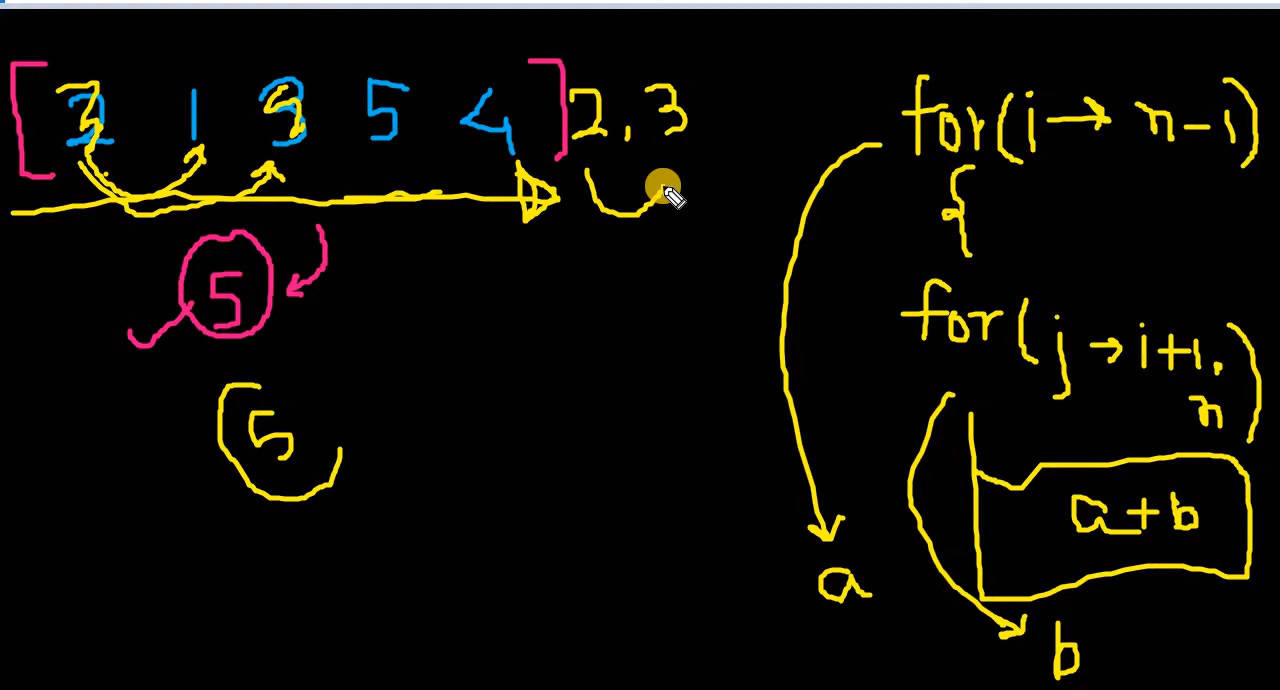 [ 2 1 3 5 4 ] 2, 3
5
5
for(i → n-1)
{
for(j → i+1, n)
a+b
a
b